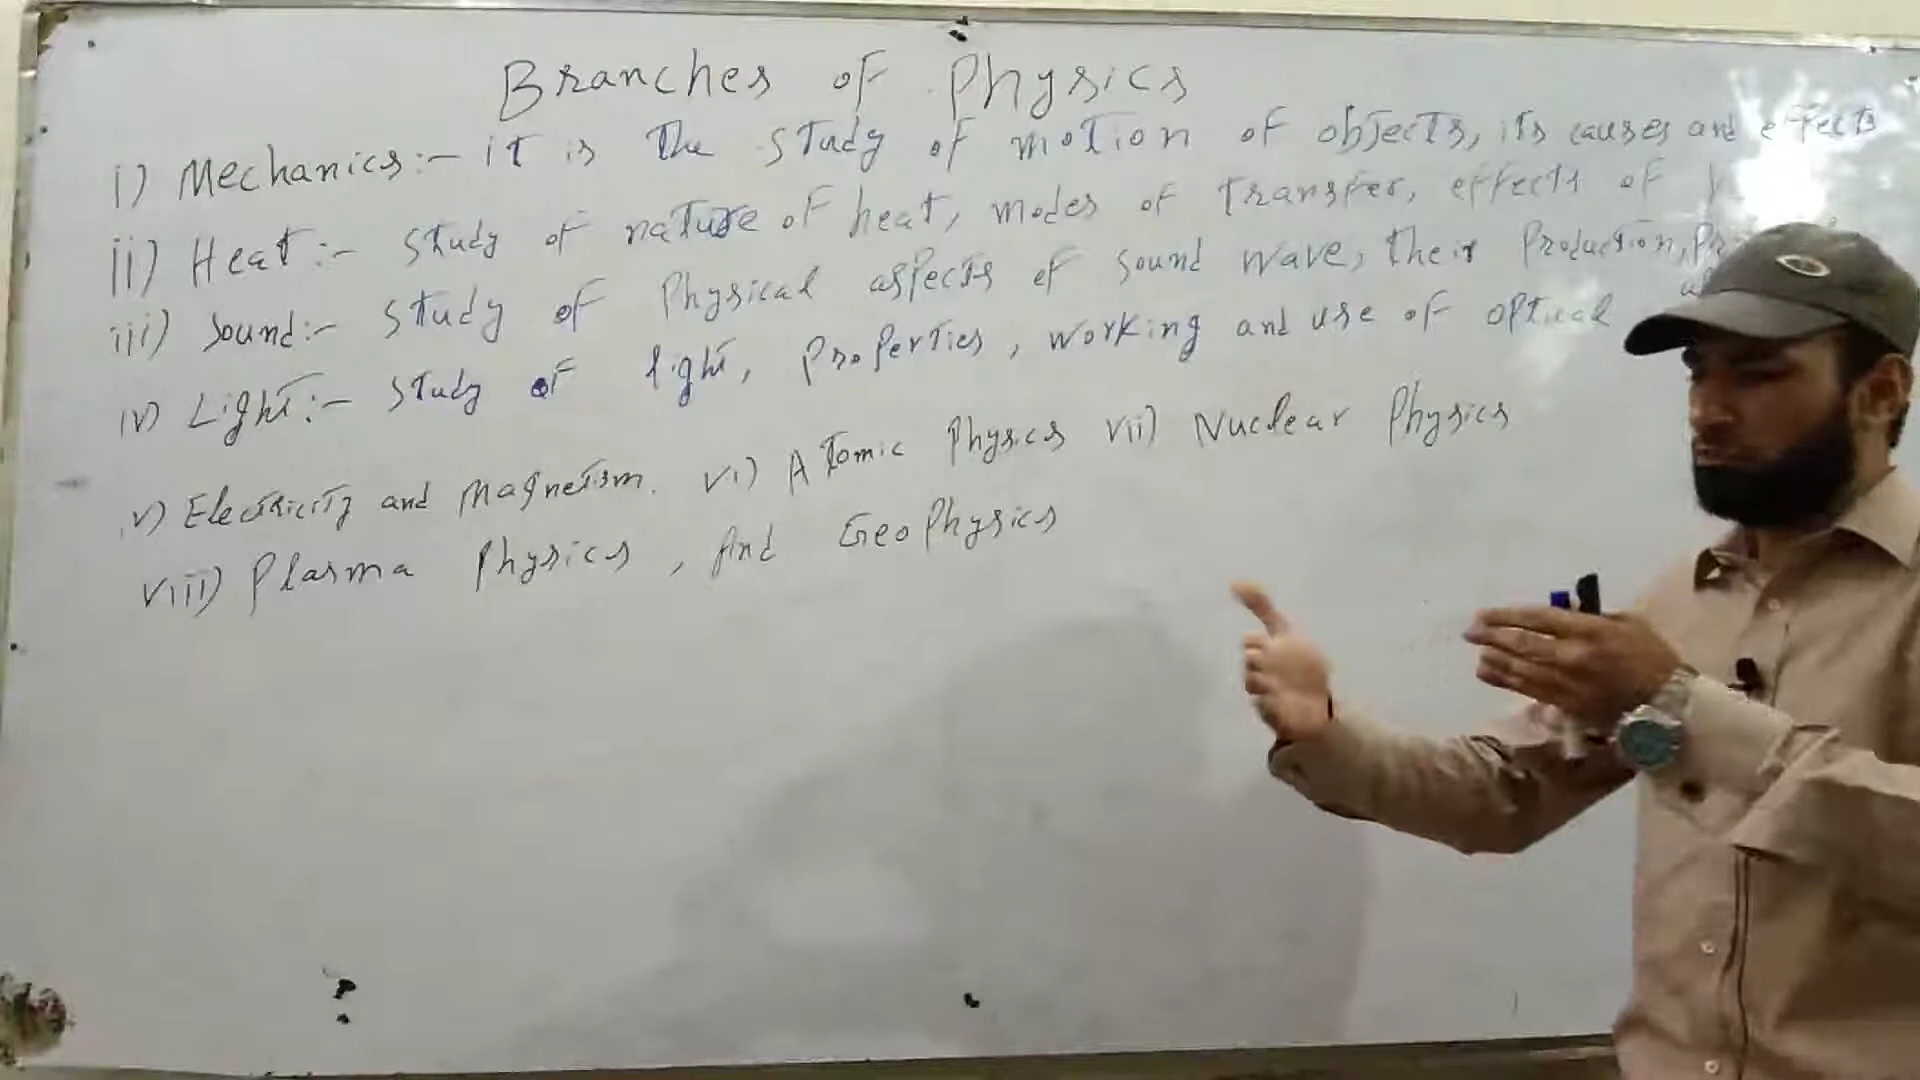 Branches of Physics
i) Mechanics:- it is the study of motion of objects, its causes and effects
ii) Heat:- study of nature of heat, modes of transfer, effects of
iii) Sound:- study of Physical aspects of sound wave, their Production,
iv) Light:- study of light, Properties, working and use of optical
v) Electricity and Magnetism. vi) Atomic Physics vii) Nuclear Physics
viii) Plasma Physics, And GeoPhysics